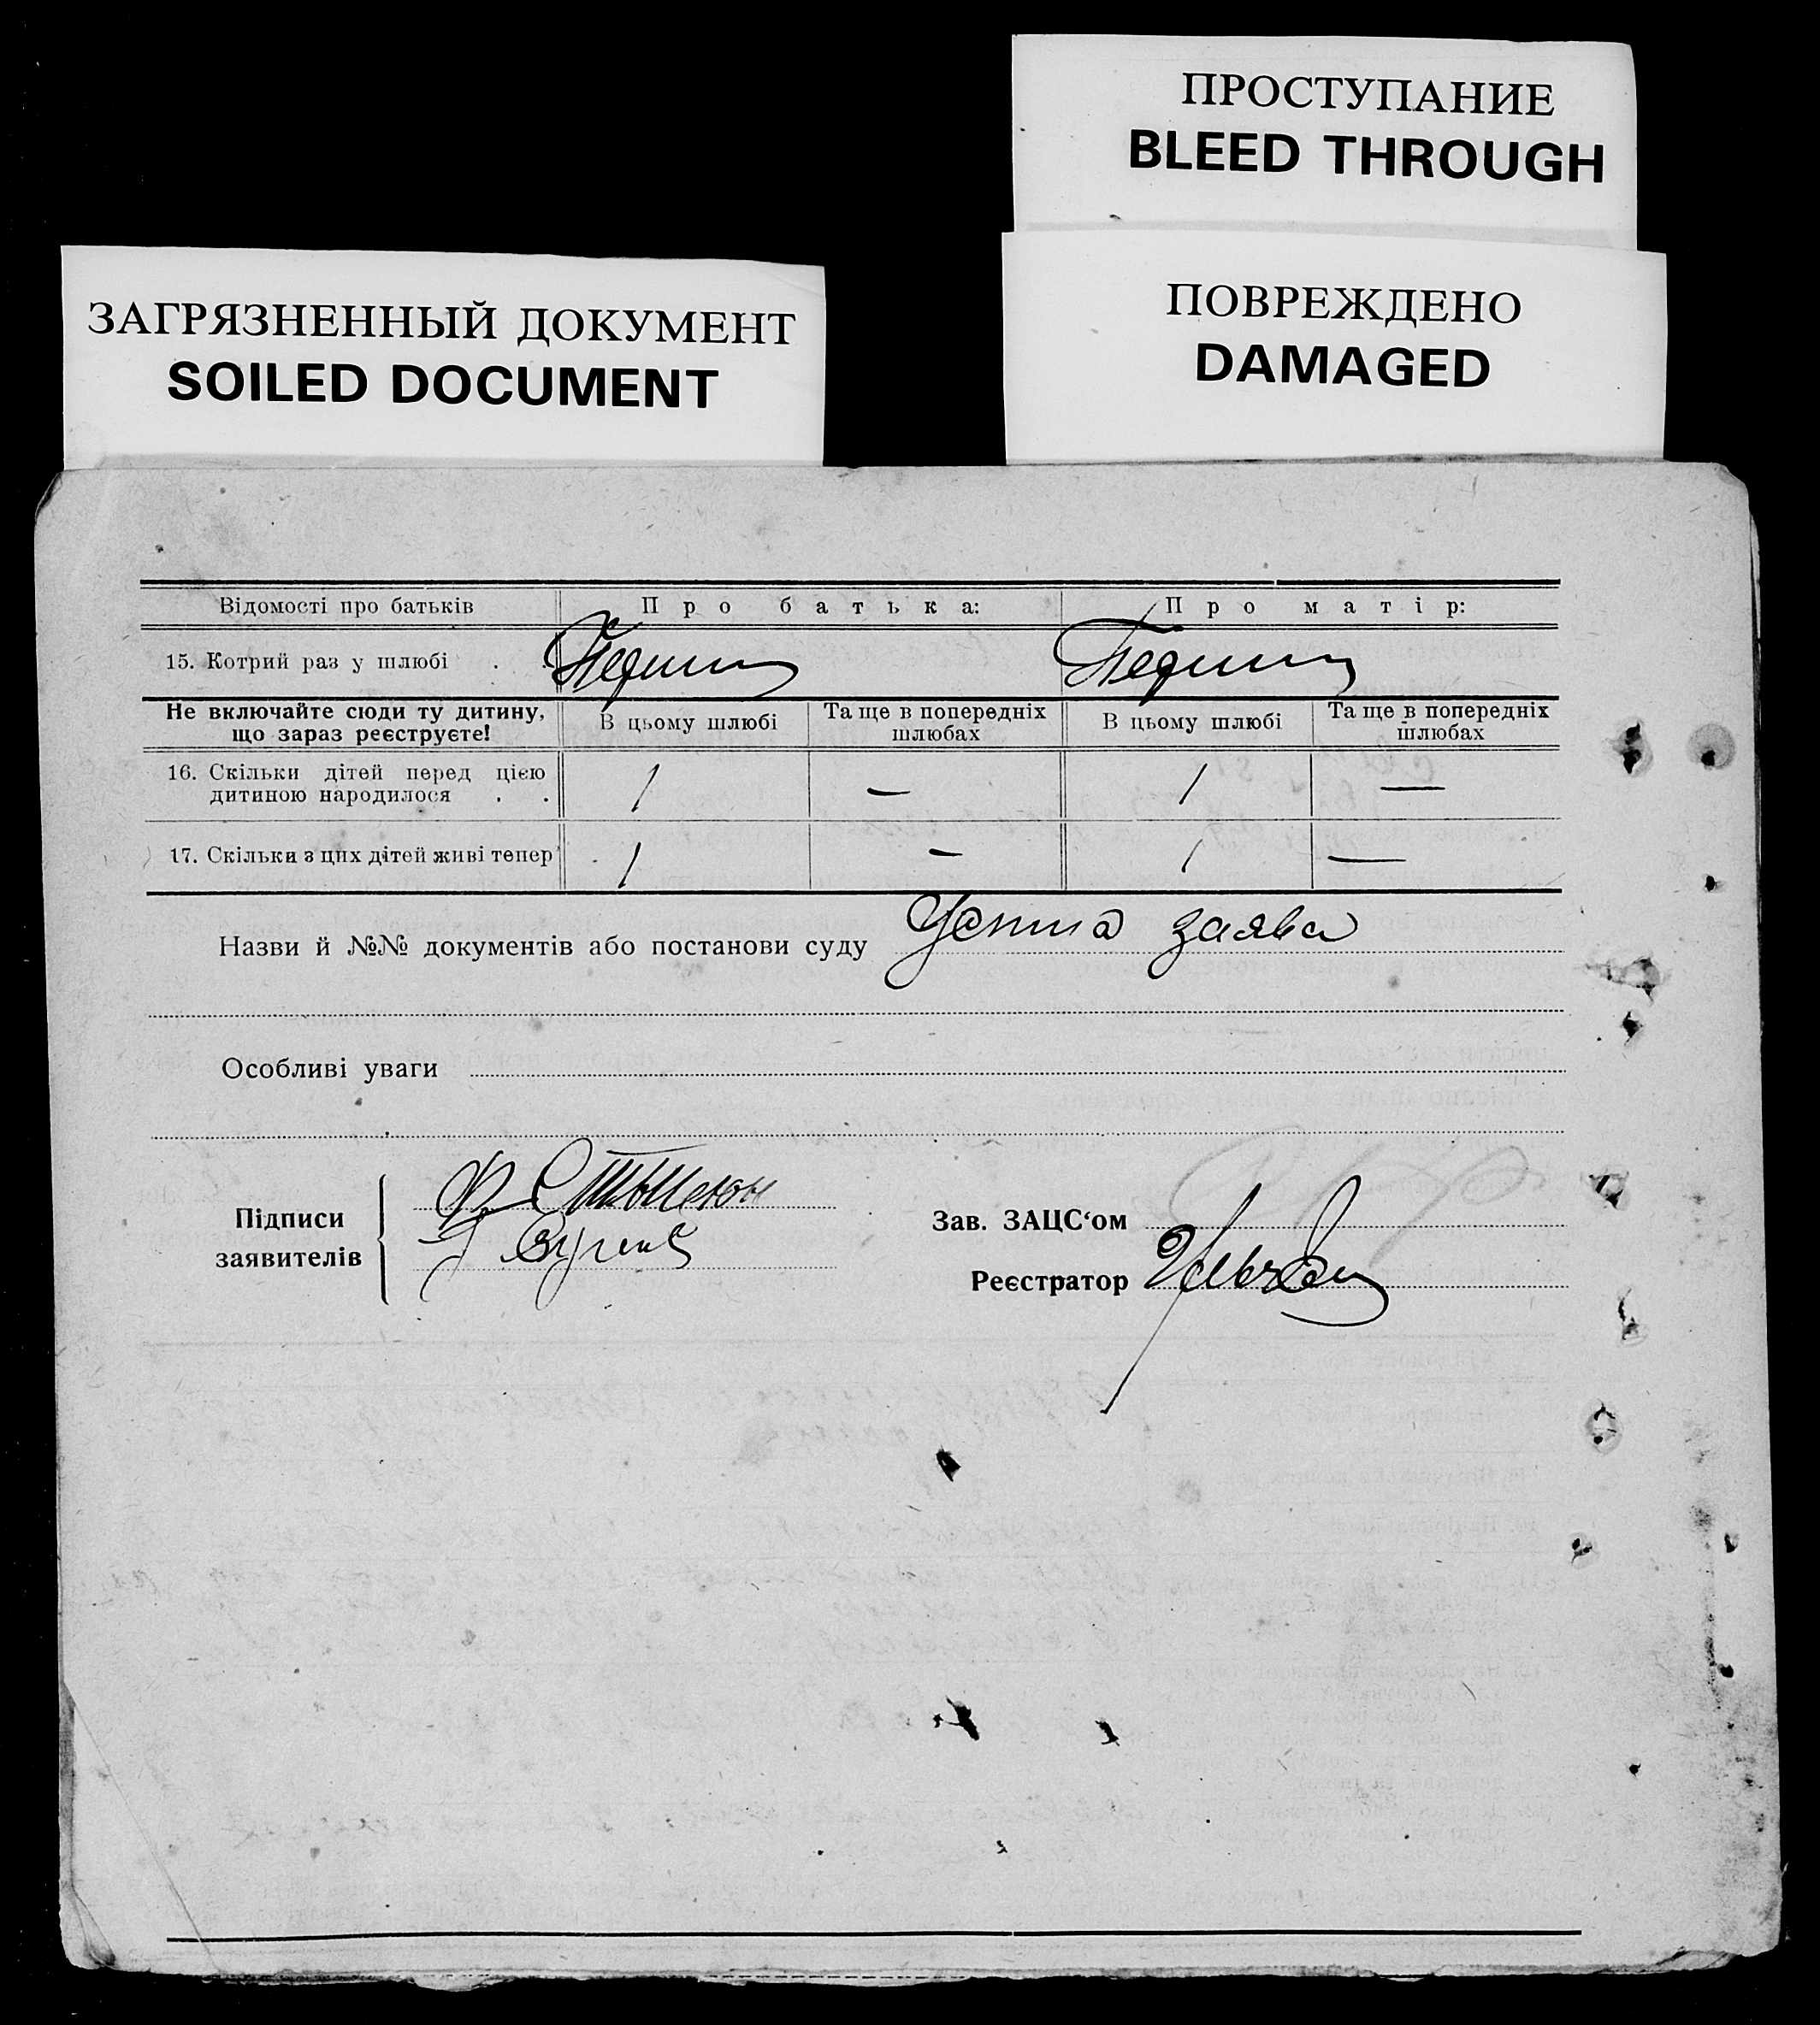 ПРОСТУПАНИЕ
BLEED THROUGH
ЗАГРЯЗНЕННЫЙ ДОКУМЕНТ
SOILED DOCUMENT
ПОВРЕЖДЕНО
DAMAGED
Відомості про батьків Про батька: Про матір:
15. Котрий раз у шлюбі . .
Не включайте сюди ту дитину, що зараз реєструєте! В цьому шлюбі Та ще в попередніх шлюбах В цьому шлюбі Та ще в попередніх шлюбах
16. Скільки дітей перед цією дитиною народилося . . 1 — 1 —
17. Скільки з цих дітей живі тепер 1 — 1 —
Назви й №№ документів або постанови суду Устна заява
Особливі уваги
Підписи заявителів
Зав. ЗАЦС‘ом
Реєстратор